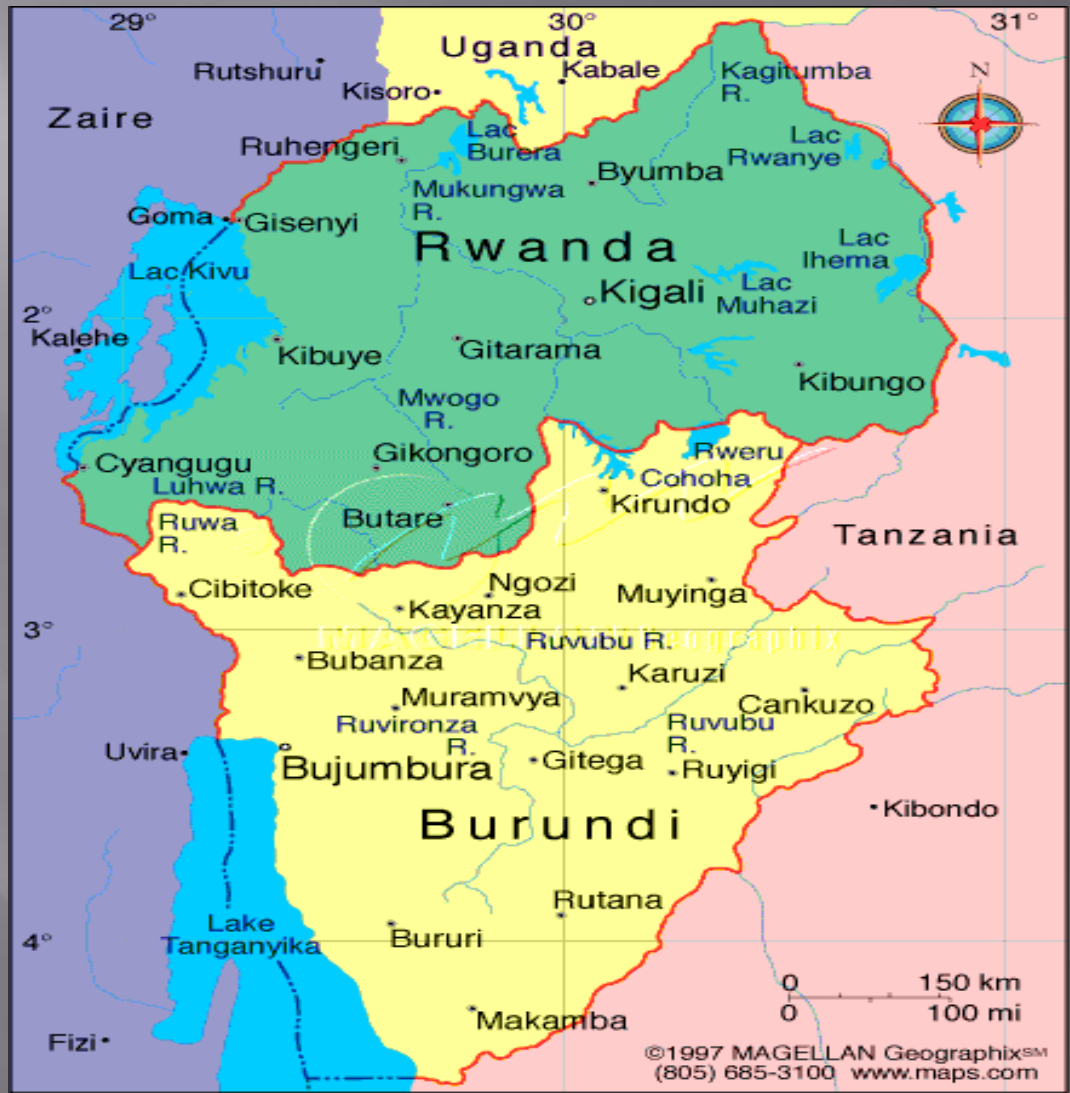 29°
30°
31°
Uganda
Rutshuru
Kabale
Kagitumba
R.
N
Kisoro
Zaire
Ruhengeri
Lac
Burera
Lac
Rwanye
Byumba
Mukungwa
R.
Goma
Gisenyi
Rwanda
Lac
Ihema
Lac Kivu
Kigali
Lac
Muhazi
2°
Kalehe
Kibuye
Gitarama
Kibungo
Mwogo
R.
Cyangugu
Gikongoro
Rweru
Luhwa R.
Cohoha
Kirundo
Ruwa
R.
Butare
Tanzania
Cibitoke
Ngozi
Muyinga
Kayanza
3°
Geographix
Ruvubu R.
Bubanza
Karuzi
Muramvya
Cankuzo
Ruvironza
R.
Ruvubu
R.
Uvira
Bujumbura
Gitega
Ruyigi
Kibondo
Burundi
Rutana
Lake
Tanganyika
4°
Bururi
0 150 km
0 100 mi
Makamba
Fizi
©1997 MAGELLAN Geographix℠
(805) 685-3100 www.maps.com